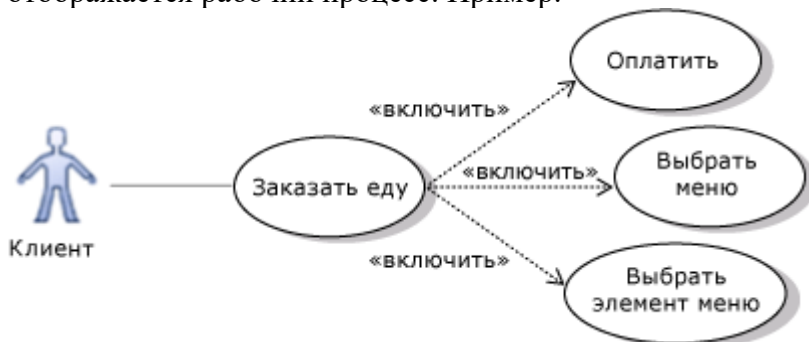 отображается рабочий процесс. Пример:
Оплатить
«включить»
Выбрать
меню
«включить»
Заказать еду
Клиент
«включить»
Выбрать
элемент меню